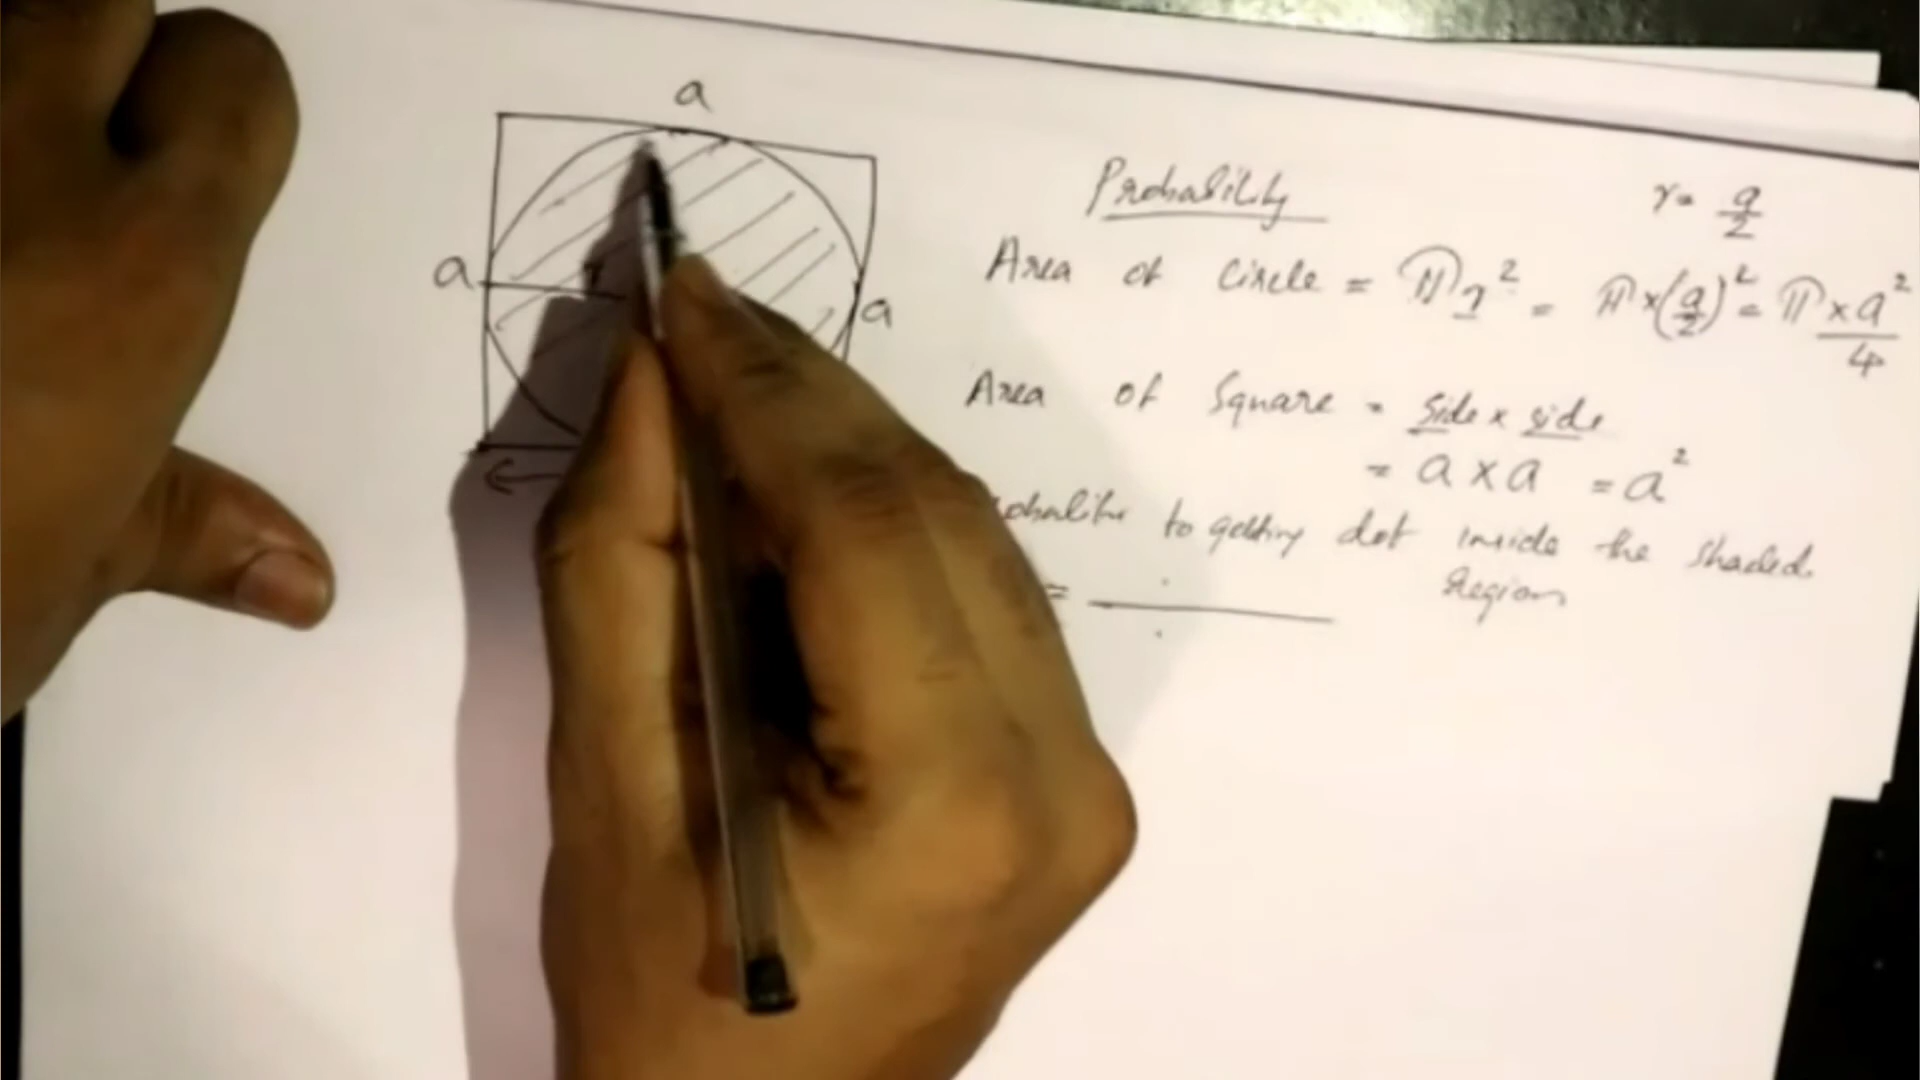 a
a
a
Probability
r = a/2
Area of Circle = πr² = π×(a/2)² = π×a²/4
Area of Square = Side × side
= a × a = a²
to getting dot inside the shaded
Region
=